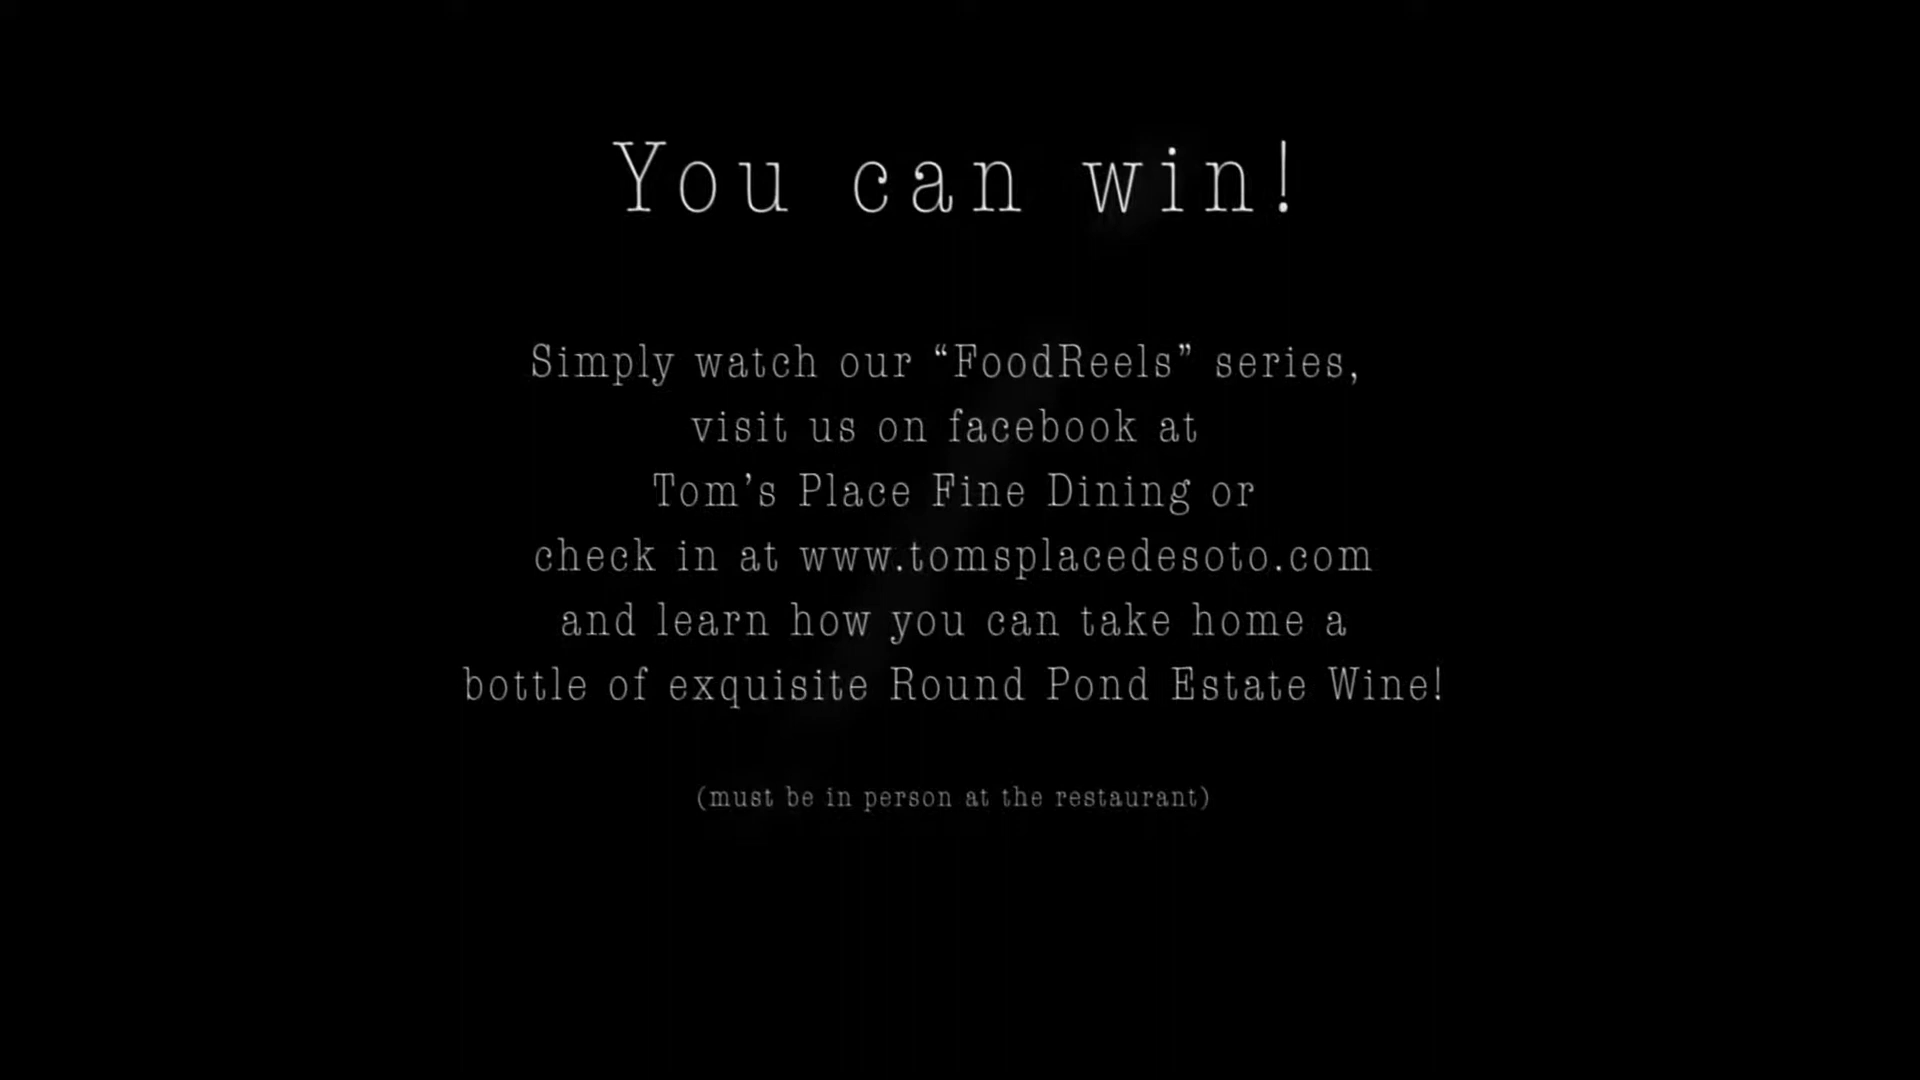 You can win!
Simply watch our “FoodReels” series,
visit us on facebook at
Tom’s Place Fine Dining or
check in at www.tomsplacedesoto.com
and learn how you can take home a
bottle of exquisite Round Pond Estate Wine!
(must be in person at the restaurant)